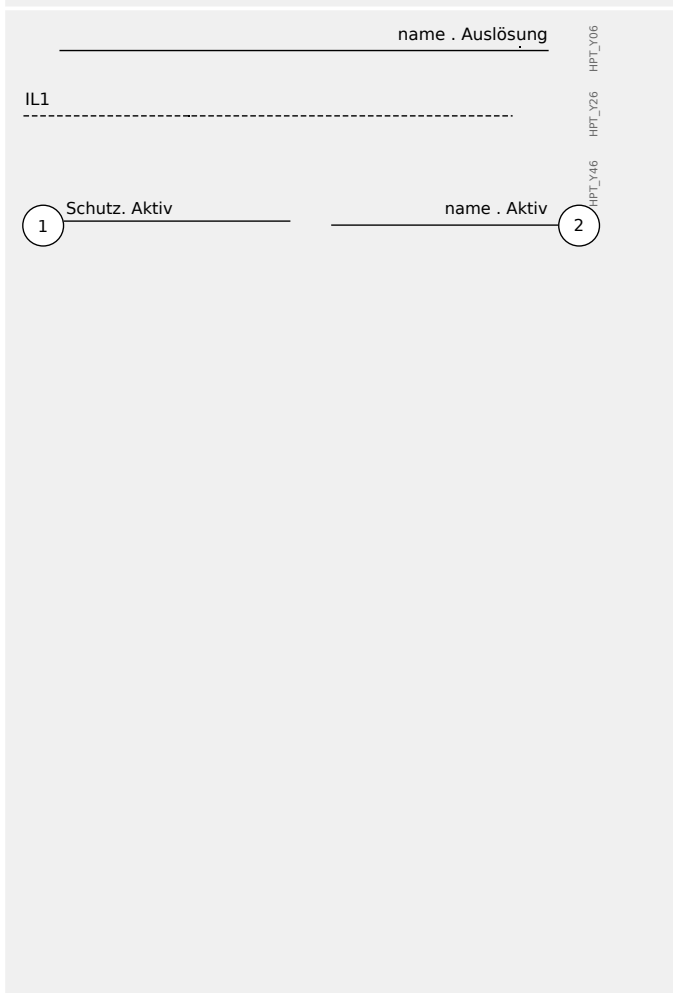 name . Auslösung
HPT_Y06
IL1
HPT_Y26
HPT_Y46
1
Schutz. Aktiv
name . Aktiv
2